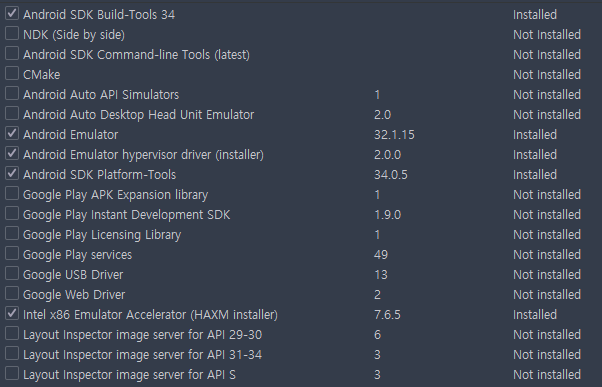 Android SDK Build-Tools 34 Installed
NDK (Side by side) Not Installed
Android SDK Command-line Tools (latest) Not Installed
CMake Not Installed
Android Auto API Simulators 1 Not installed
Android Auto Desktop Head Unit Emulator 2.0 Not installed
Android Emulator 32.1.15 Installed
Android Emulator hypervisor driver (installer) 2.0.0 Installed
Android SDK Platform-Tools 34.0.5 Installed
Google Play APK Expansion library 1 Not installed
Google Play Instant Development SDK 1.9.0 Not installed
Google Play Licensing Library 1 Not installed
Google Play services 49 Not installed
Google USB Driver 13 Not installed
Google Web Driver 2 Not installed
Intel x86 Emulator Accelerator (HAXM installer) 7.6.5 Installed
Layout Inspector image server for API 29-30 6 Not installed
Layout Inspector image server for API 31-34 3 Not installed
Layout Inspector image server for API S 3 Not installed